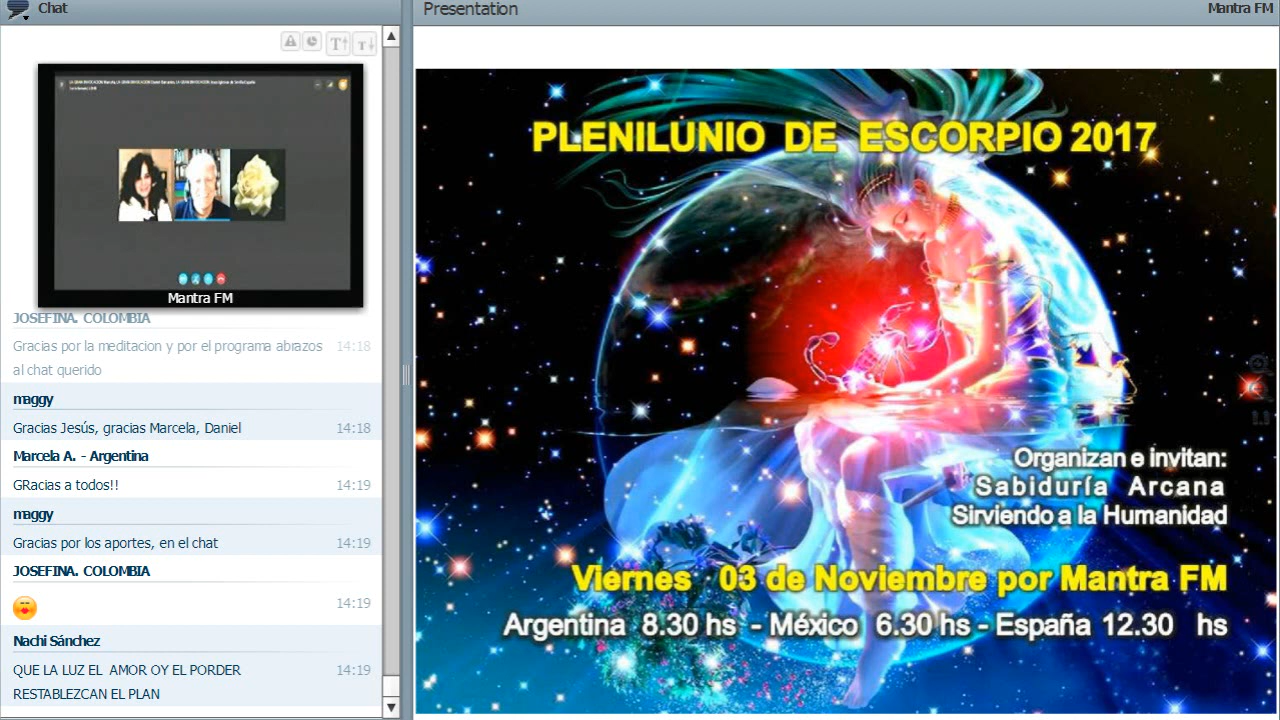 Chat
Mantra FM
JOSEFINA. COLOMBIA
Gracias por la meditacion y por el programa abrazos 14:18
al chat querido
maggy
Gracias Jesús, gracias Marcela, Daniel 14:18
Marcela A. - Argentina
GRacias a todos!! 14:19
maggy
Gracias por los aportes, en el chat 14:19
JOSEFINA. COLOMBIA
14:19
Nachi Sánchez
QUE LA LUZ EL AMOR OY EL PORDER 14:19
RESTABLEZCAN EL PLAN
Presentation
Mantra FM
PLENILUNIO DE ESCORPIO 2017
Organizan e invitan:
Sabiduría Arcana
Sirviendo a la Humanidad
Viernes 03 de Noviembre por Mantra FM
Argentina 8.30 hs - México 6.30 hs - España 12.30 hs